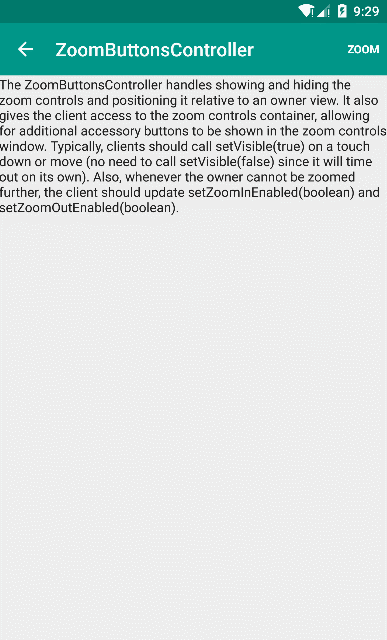 9:29
ZoomButtonsController
ZOOM
The ZoomButtonsController handles showing and hiding the
zoom controls and positioning it relative to an owner view. It also
gives the client access to the zoom controls container, allowing
for additional accessory buttons to be shown in the zoom controls
window. Typically, clients should call setVisible(true) on a touch
down or move (no need to call setVisible(false) since it will time
out on its own). Also, whenever the owner cannot be zoomed
further, the client should update setZoomInEnabled(boolean) and
setZoomOutEnabled(boolean).